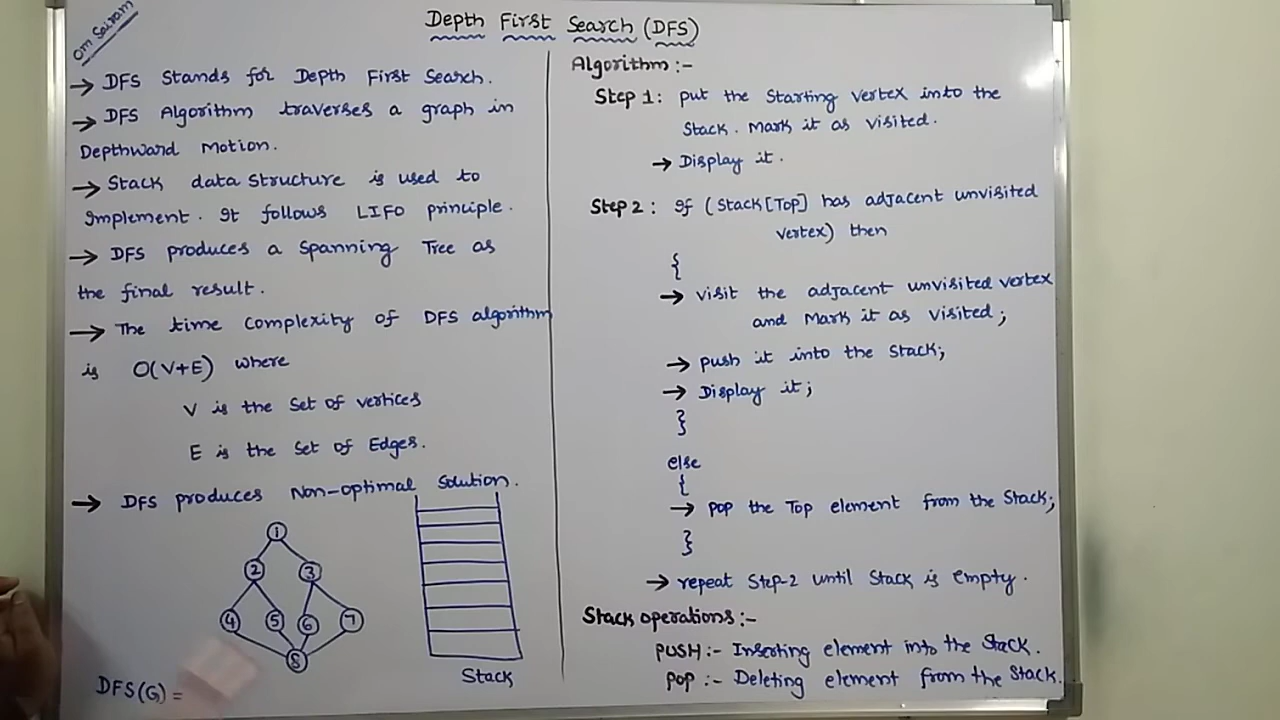 Om Sairam
Depth First Search (DFS)
→ DFS Stands for Depth First Search.
→ DFS Algorithm traverses a graph in
Depthward Motion.
→ Stack data structure is used to
Implement. It follows LIFO principle.
→ DFS produces a Spanning Tree as
the final result.
→ The time complexity of DFS algorithm
is O(V+E) where
V is the Set of vertices
E is the Set of Edges.
→ DFS produces Non-optimal Solution.
1
2 3
4 5 6 7
8
Stack
DFS(G) =
Algorithm:-
Step 1: put the Starting vertex into the
Stack. Mark it as visited.
→ Display it.
Step 2: If (Stack[Top] has adjacent unvisited
vertex) then
{
→ visit the adjacent unvisited vertex
and Mark it as visited;
→ push it into the Stack;
→ Display it;
}
else
{
→ pop the Top element from the Stack;
}
→ repeat Step-2 until Stack is empty.
Stack operations:-
PUSH:- Inserting element into the Stack.
POP:- Deleting element from the Stack.